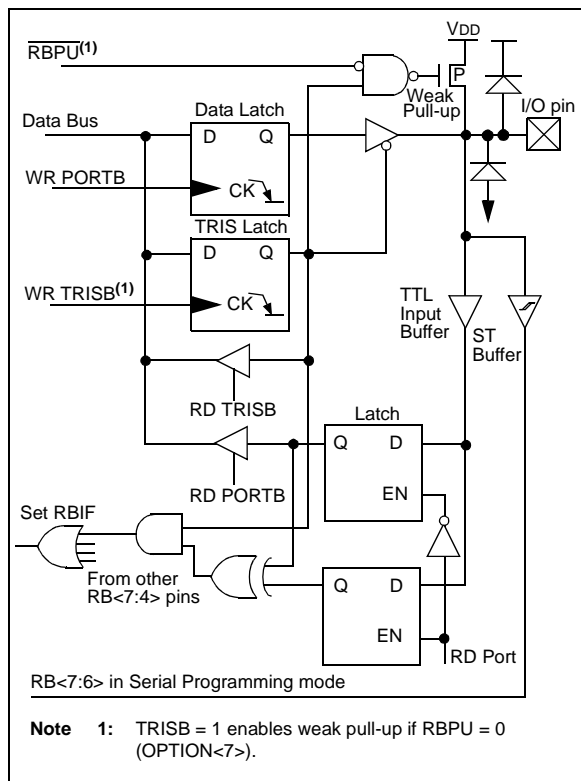 VDD
RBPU(1)
P
Weak
Pull-up
I/O pin
Data Latch
Data Bus
D Q
WR PORTB
CK
TRIS Latch
D Q
WR TRISB(1)
CK
TTL
Input
Buffer
ST
Buffer
RD TRISB
Latch
Q D
RD PORTB
EN
Set RBIF
From other
RB<7:4> pins
Q D
EN
RD Port
RB<7:6> in Serial Programming mode
Note 1: TRISB = 1 enables weak pull-up if RBPU = 0
(OPTION<7>).